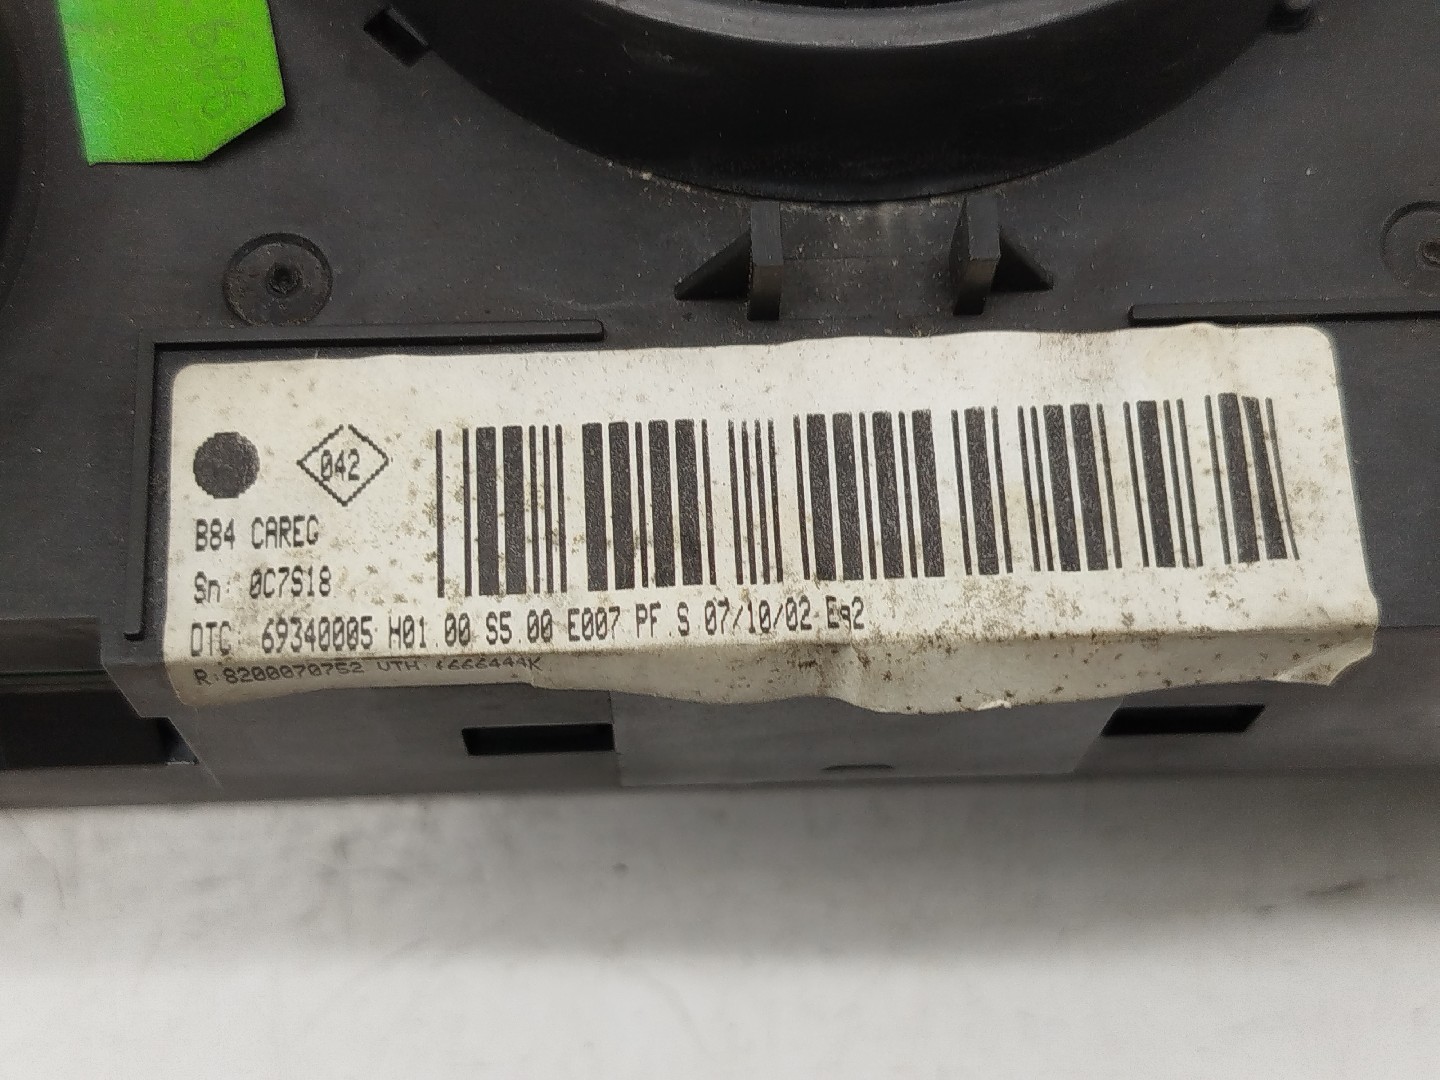 042
B84 CAREG
Sn: 0C7S18
DTC: 69340005 H01.00 S5.00 E007 PF.S 07/10/02 Eq2
R:8200070752 UTH: